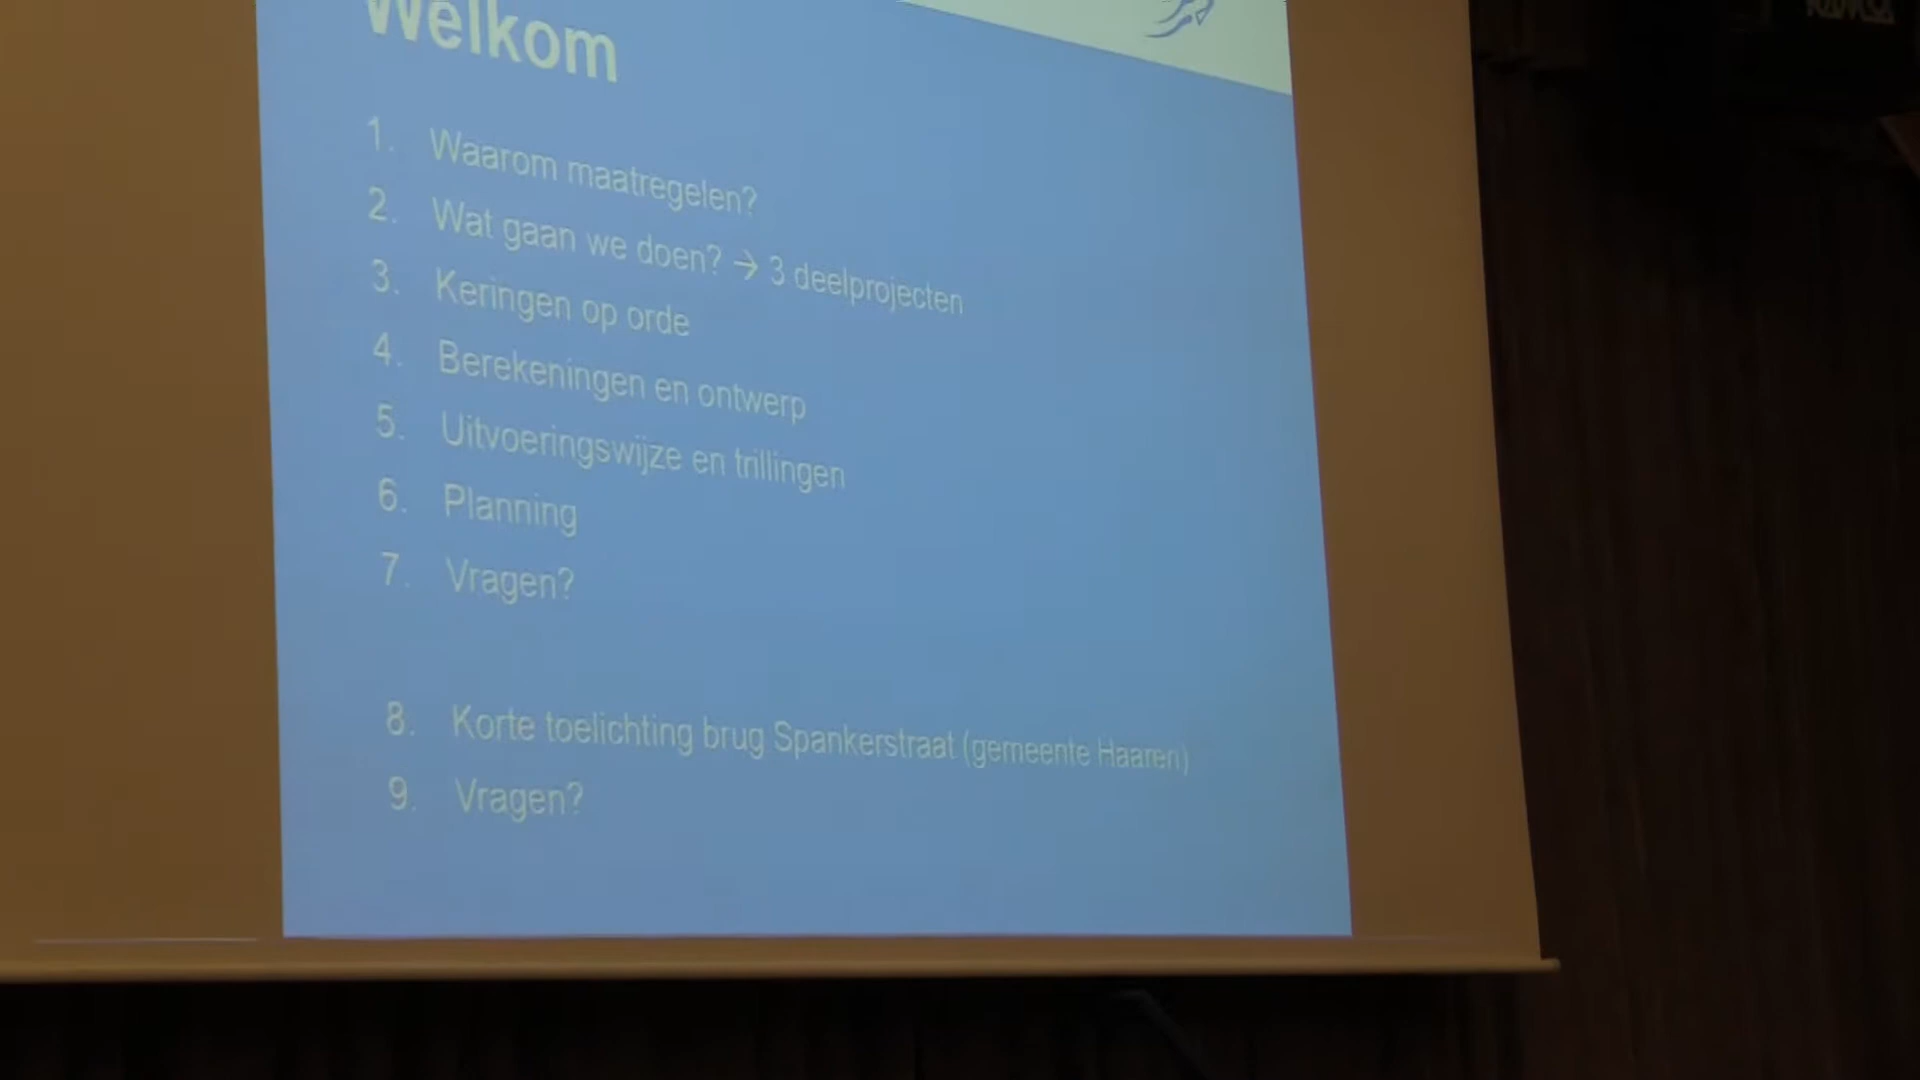 Welkom
1. Waarom maatregelen?
2. Wat gaan we doen? → 3 deelprojecten
3. Keringen op orde
4. Berekeningen en ontwerp
5. Uitvoeringswijze en trillingen
6. Planning
7. Vragen?
8. Korte toelichting brug Spankerstraat (gemeente Haaren)
9. Vragen?